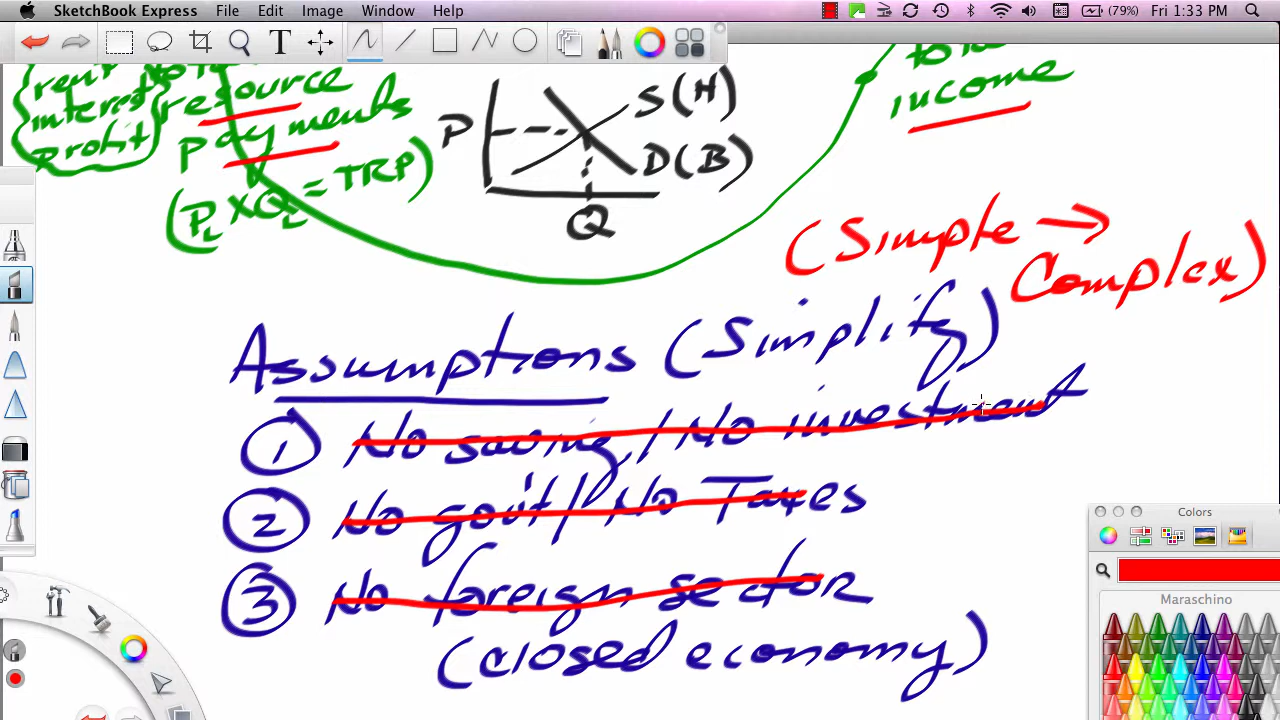 SketchBook Express File Edit Image Window Help (79%) Fri 1:33 PM
T
rent
interest
profit
resource
payments
(PL X QL = TRP)
P
S(H)
D(B)
Q
income
(Simple →
Complex)
Assumptions (Simplify)
① No saving / No investment
② No gov't / No Taxes
③ No foreign sector
(closed economy)
Colors
Maraschino